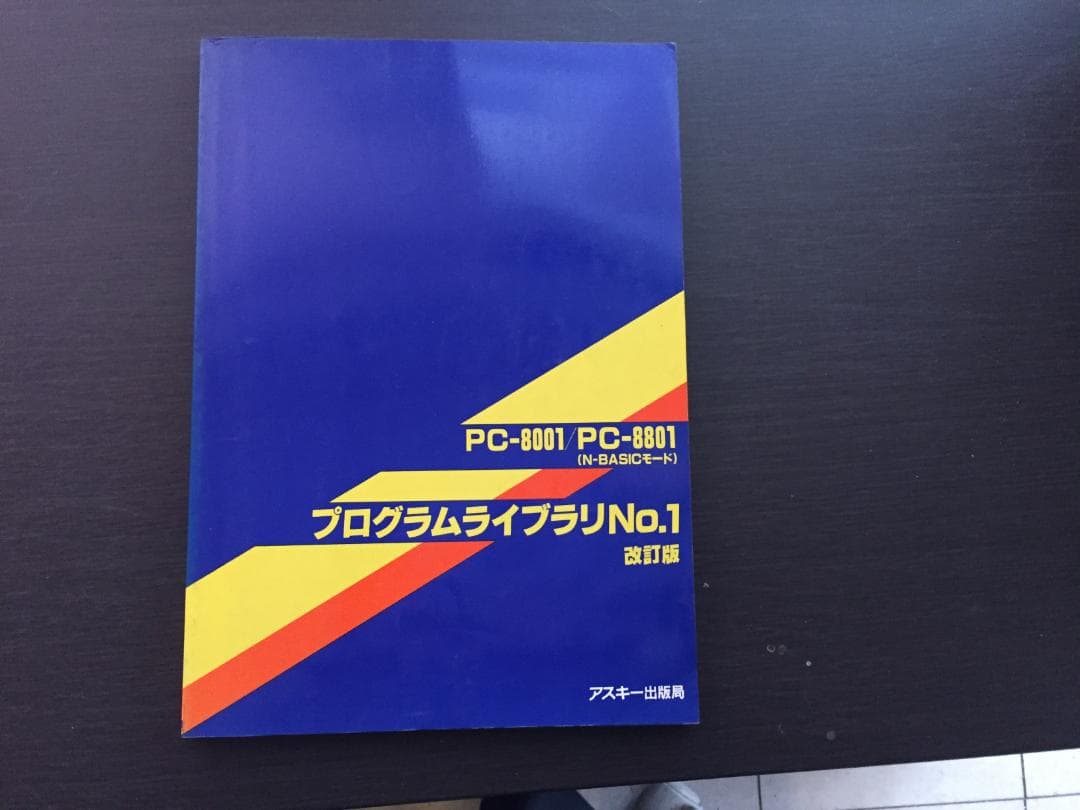 PC-8001/PC-8801
(N-BASICモード)
プログラムライブラリNo.1
改訂版
アスキー出版局